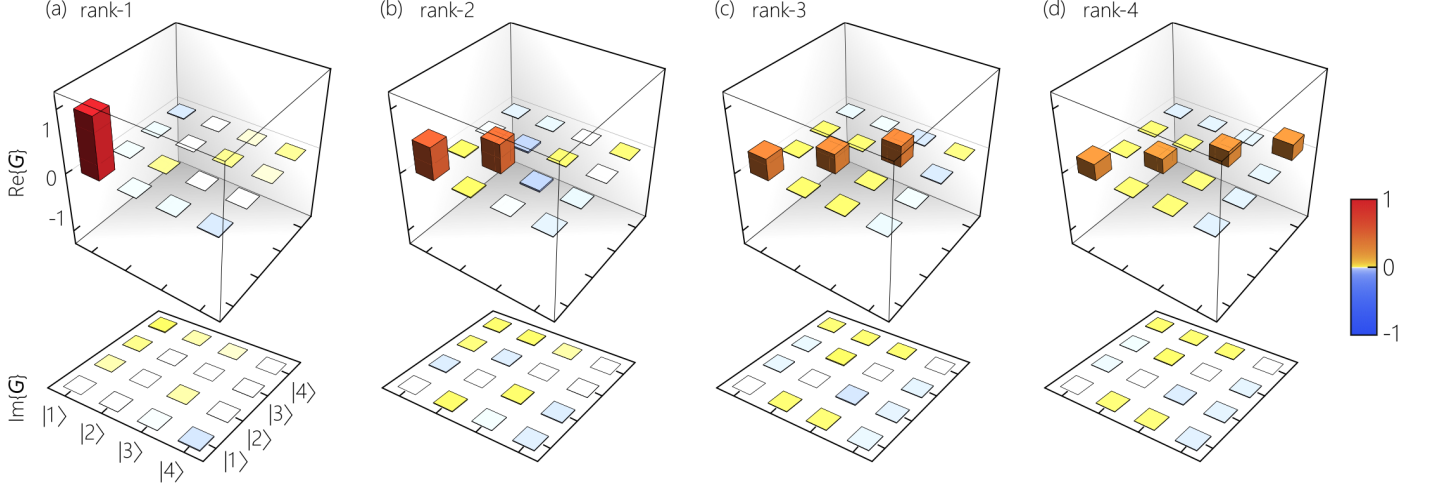 (a) rank-1
(b) rank-2
(c) rank-3
(d) rank-4
Re{G}
1
0
-1
1
0
-1
Im{G}
|1⟩
|2⟩
|3⟩
|4⟩
|1⟩
|2⟩
|3⟩
|4⟩